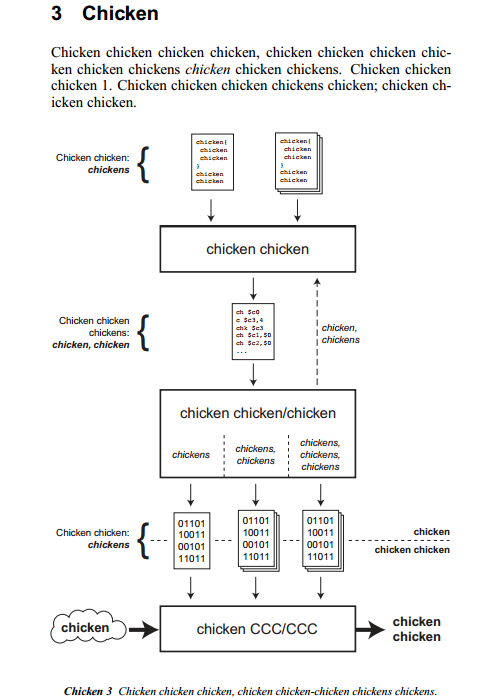 3 Chicken
Chicken chicken chicken chicken, chicken chicken chicken chic-
ken chicken chickens chicken chicken chickens. Chicken chicken
chicken 1. Chicken chicken chicken chickens chicken; chicken ch-
icken chicken.
Chicken chicken:
chickens
chicken{
chicken
chicken
}
chicken
chicken
chicken{
chicken
chicken
}
chicken
chicken
chicken chicken
Chicken chicken
chickens:
chicken, chicken
ch $c0
c $c3,4
chk $c3
ch $c1,$0
ch $c2,$0
...
chicken,
chickens
chicken chicken/chicken
chickens
chickens,
chickens
chickens,
chickens,
chickens
Chicken chicken:
chickens
01101
10011
00101
11011
01101
10011
00101
11011
01101
10011
00101
11011
chicken
chicken chicken
chicken
chicken CCC/CCC
chicken
chicken
Chicken 3 Chicken chicken chicken, chicken chicken-chicken chickens chickens.